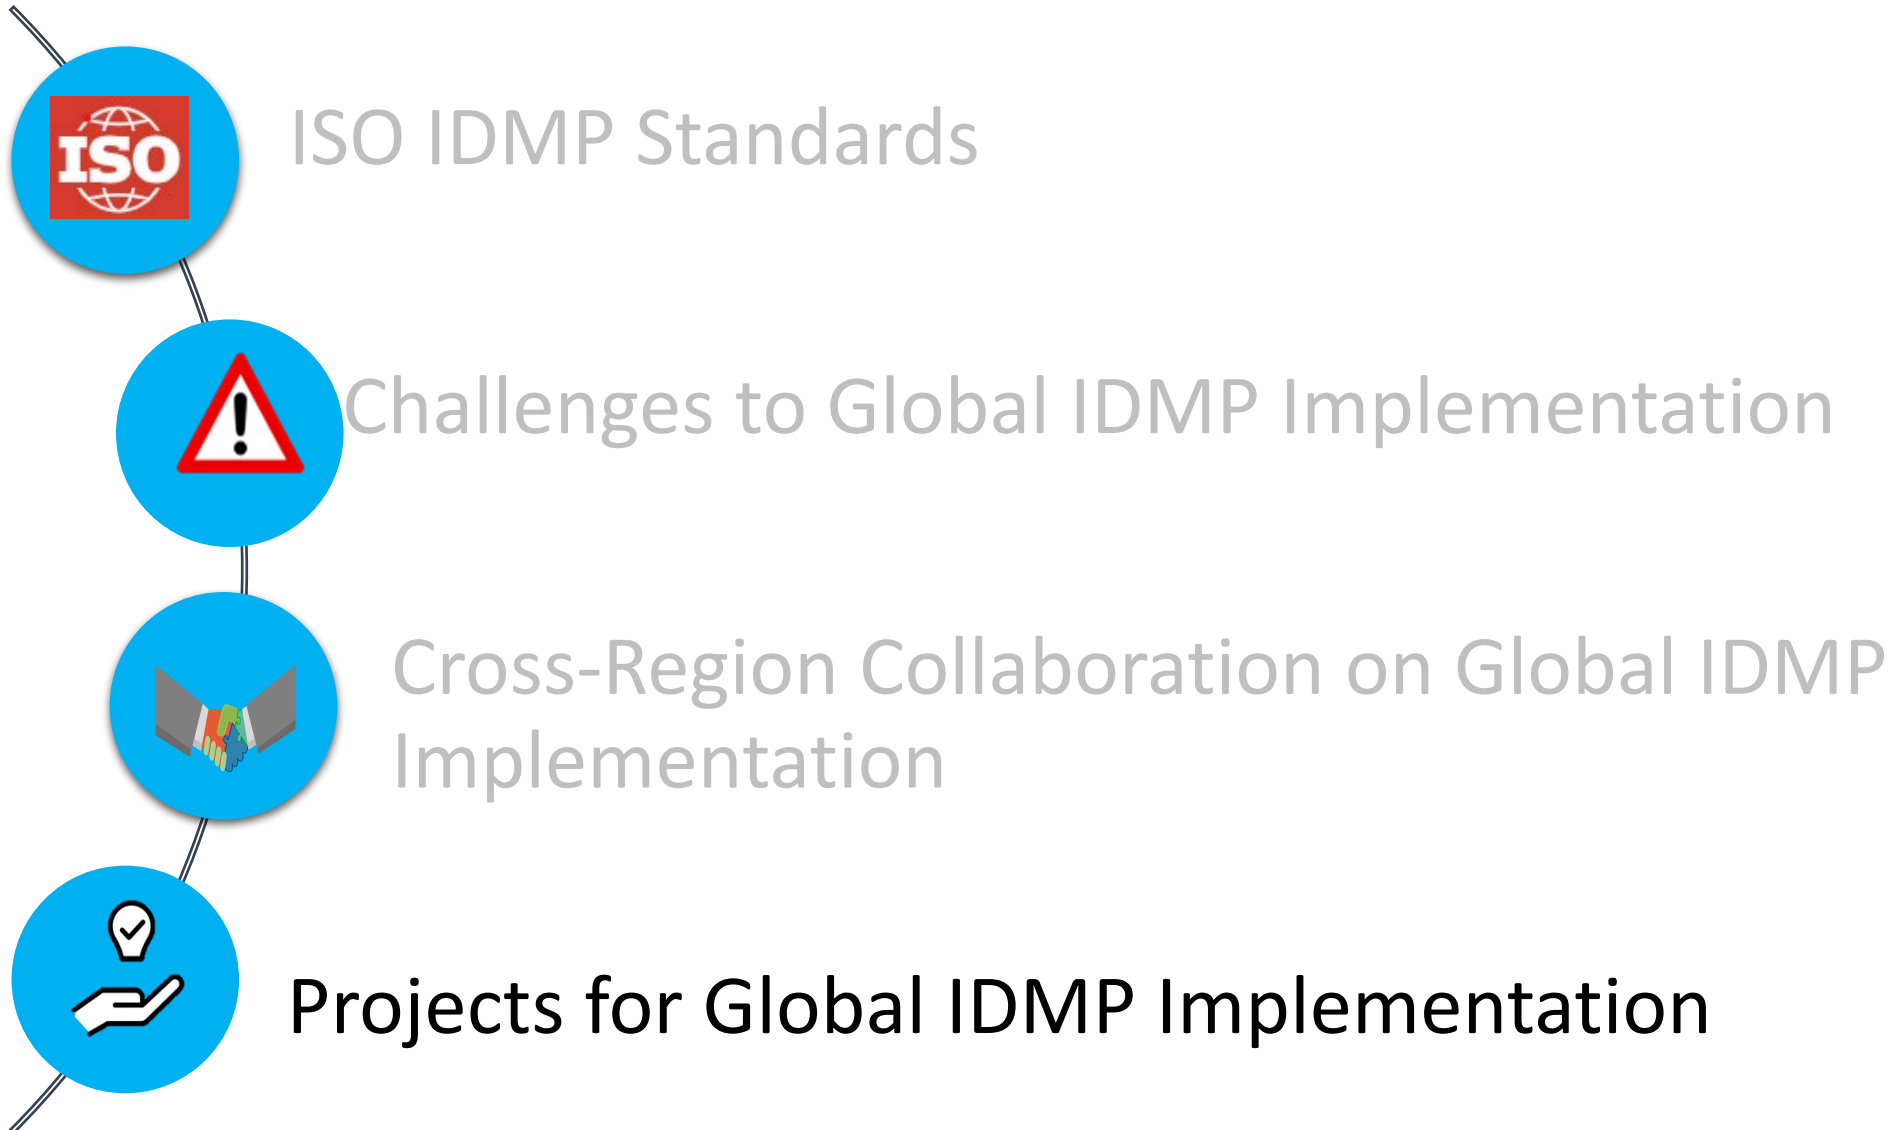 ISO
ISO IDMP Standards
Challenges to Global IDMP Implementation
Cross-Region Collaboration on Global IDMP
Implementation
Projects for Global IDMP Implementation